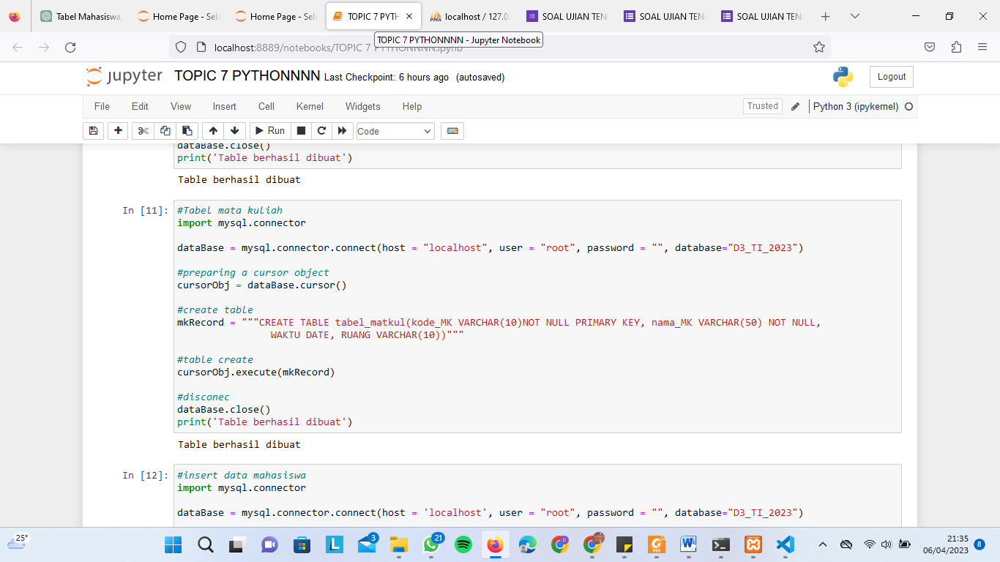 Tabel Mahasiswa,
Home Page - Sele
Home Page - Sele
TOPIC 7 PYTH
localhost / 127.0.
SOAL UJIAN TEN
SOAL UJIAN TEN
SOAL UJIAN TEN
TOPIC 7 PYTHONNNN - Jupyter Notebook
localhost:8889/notebooks/TOPIC 7 PYTHONNNN.ipynb
jupyter TOPIC 7 PYTHONNNN Last Checkpoint: 6 hours ago (autosaved)
Logout
File Edit View Insert Cell Kernel Widgets Help
Trusted
Python 3 (ipykernel)
Run
Code
dataBase.close()
print('Table berhasil dibuat')
Table berhasil dibuat
In [11]:
#Tabel mata kuliah
import mysql.connector
dataBase = mysql.connector.connect(host = "localhost", user = "root", password = "", database="D3_TI_2023")
#preparing a cursor object
cursorObj = dataBase.cursor()
#create table
mkRecord = """CREATE TABLE tabel_matkul(kode_MK VARCHAR(10)NOT NULL PRIMARY KEY, nama_MK VARCHAR(50) NOT NULL,
WAKTU DATE, RUANG VARCHAR(10))"""
#table create
cursorObj.execute(mkRecord)
#disconec
dataBase.close()
print('Table berhasil dibuat')
Table berhasil dibuat
In [12]:
#insert data mahasiswa
import mysql.connector
dataBase = mysql.connector.connect(host = 'localhost', user = "root", password = "", database="D3_TI_2023")
25°
3
21
21:35
06/04/2023
8